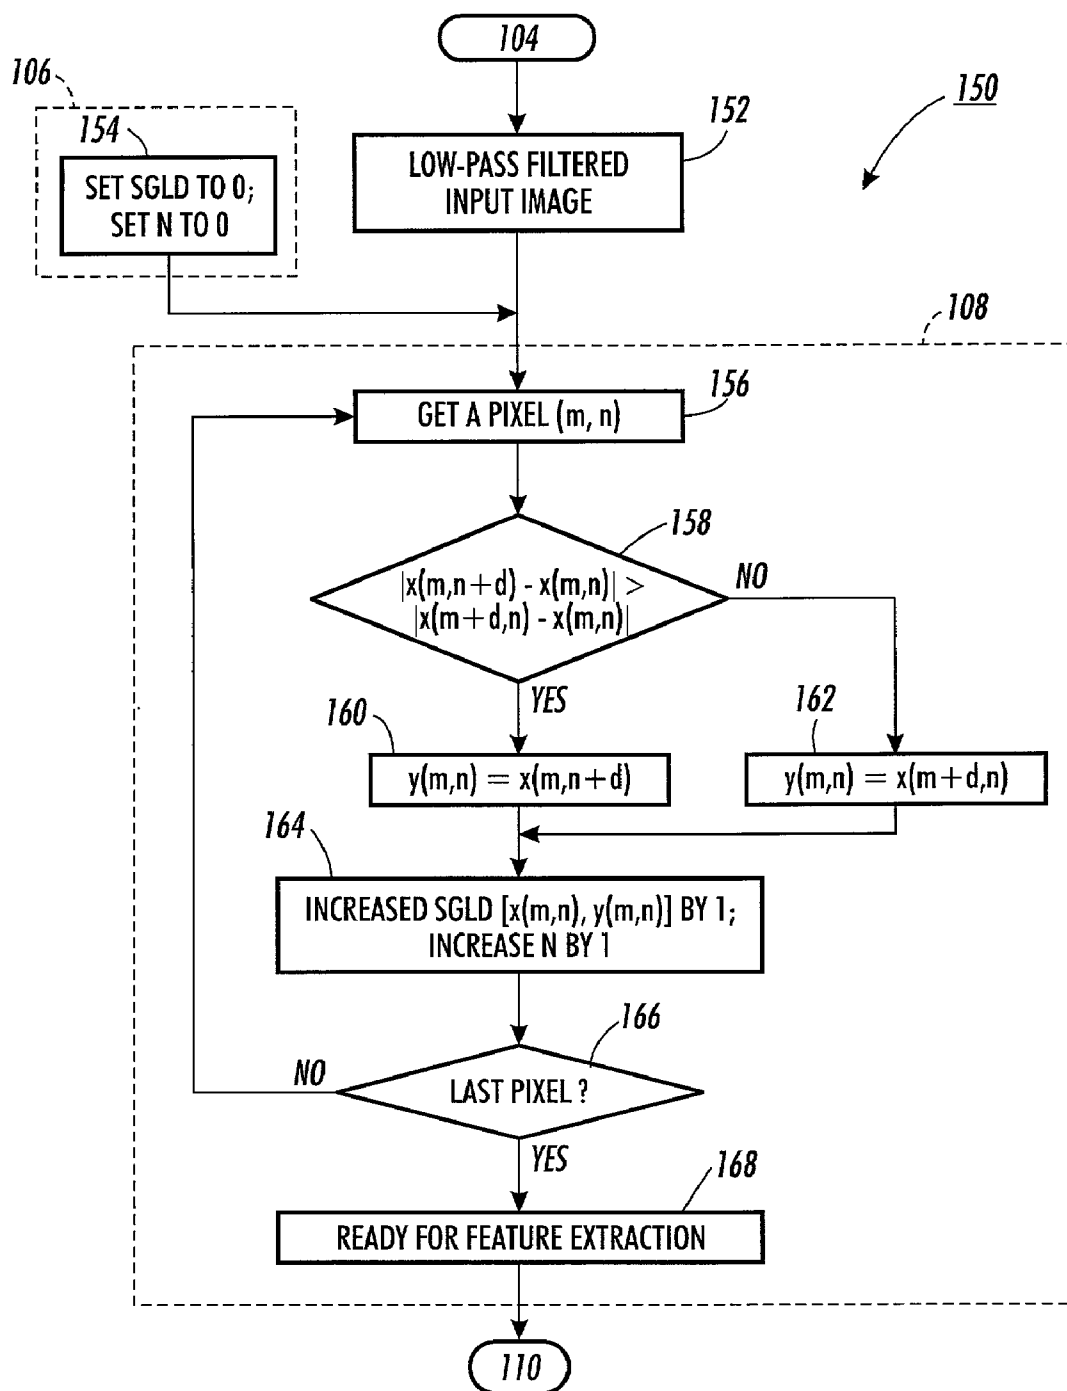 104
106
154
SET SGLD TO 0;
SET N TO 0
152
LOW-PASS FILTERED
INPUT IMAGE
150
108
156
GET A PIXEL (m, n)
158
|x(m,n+d) - x(m,n)| >
|x(m+d,n) - x(m,n)|
NO
YES
160
y(m,n) = x(m,n+d)
162
y(m,n) = x(m+d,n)
164
INCREASED SGLD [x(m,n), y(m,n)] BY 1;
INCREASE N BY 1
166
LAST PIXEL ?
NO
YES
168
READY FOR FEATURE EXTRACTION
110